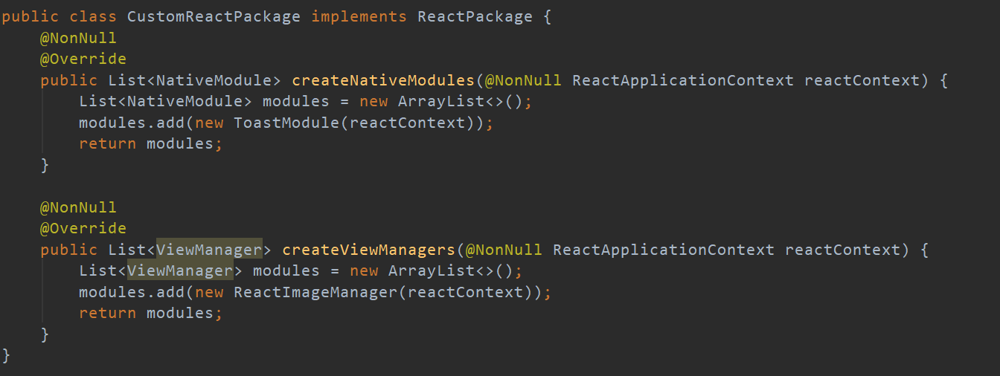 public class CustomReactPackage implements ReactPackage {
    @NonNull
    @Override
    public List<NativeModule> createNativeModules(@NonNull ReactApplicationContext reactContext) {
        List<NativeModule> modules = new ArrayList<>();
        modules.add(new ToastModule(reactContext));
        return modules;
    }

    @NonNull
    @Override
    public List<ViewManager> createViewManagers(@NonNull ReactApplicationContext reactContext) {
        List<ViewManager> modules = new ArrayList<>();
        modules.add(new ReactImageManager(reactContext));
        return modules;
    }
}